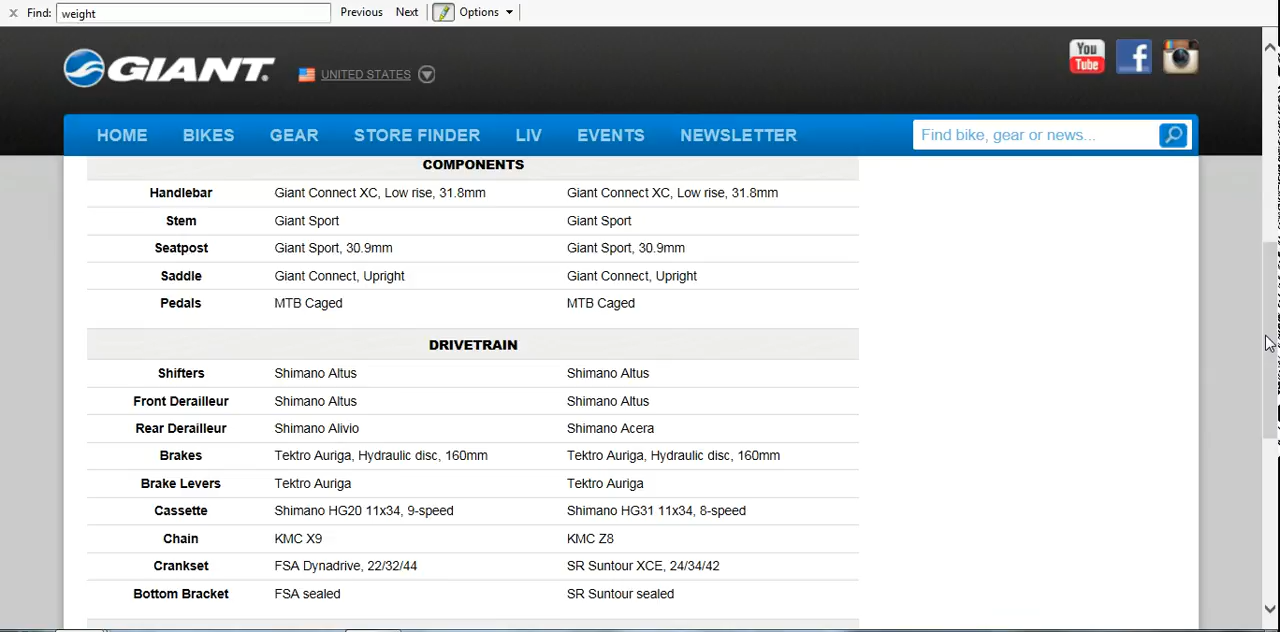 x Find: weight Previous Next Options
GIANT. UNITED STATES You Tube f
HOME BIKES GEAR STORE FINDER LIV EVENTS NEWSLETTER Find bike, gear or news...
COMPONENTS
Handlebar Giant Connect XC, Low rise, 31.8mm Giant Connect XC, Low rise, 31.8mm
Stem Giant Sport Giant Sport
Seatpost Giant Sport, 30.9mm Giant Sport, 30.9mm
Saddle Giant Connect, Upright Giant Connect, Upright
Pedals MTB Caged MTB Caged
DRIVETRAIN
Shifters Shimano Altus Shimano Altus
Front Derailleur Shimano Altus Shimano Altus
Rear Derailleur Shimano Alivio Shimano Acera
Brakes Tektro Auriga, Hydraulic disc, 160mm Tektro Auriga, Hydraulic disc, 160mm
Brake Levers Tektro Auriga Tektro Auriga
Cassette Shimano HG20 11x34, 9-speed Shimano HG31 11x34, 8-speed
Chain KMC X9 KMC Z8
Crankset FSA Dynadrive, 22/32/44 SR Suntour XCE, 24/34/42
Bottom Bracket FSA sealed SR Suntour sealed